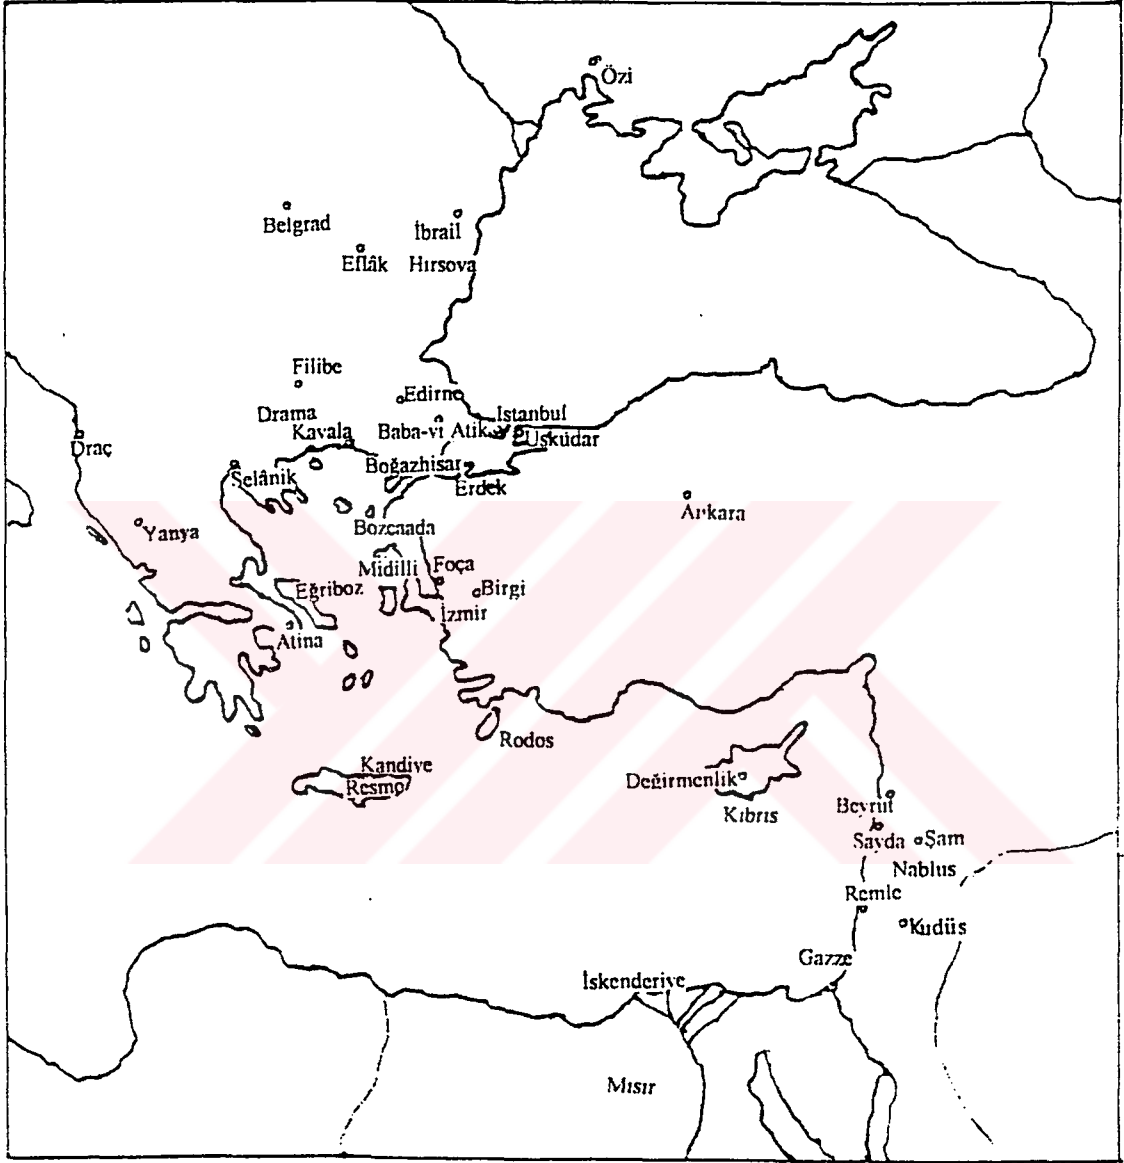 Özi
Belgrad
İbrail
Eflâk
Hırsova
Filibe
Edirne
Drama
İstanbul
Kavala
Baba-yi Atik
Üsküdar
Draç
Boğazhisar
Selânik
Erdek
Ankara
Bozcaada
Yanya
Midilli
Foça
Eğriboz
Birgi
İzmir
Atina
Rodos
Kandiye
Resmo
Değirmenlik
Kıbrıs
Beyrut
Sayda
Şam
Nablus
Remle
Kudüs
Gazze
İskenderiye
Mısır